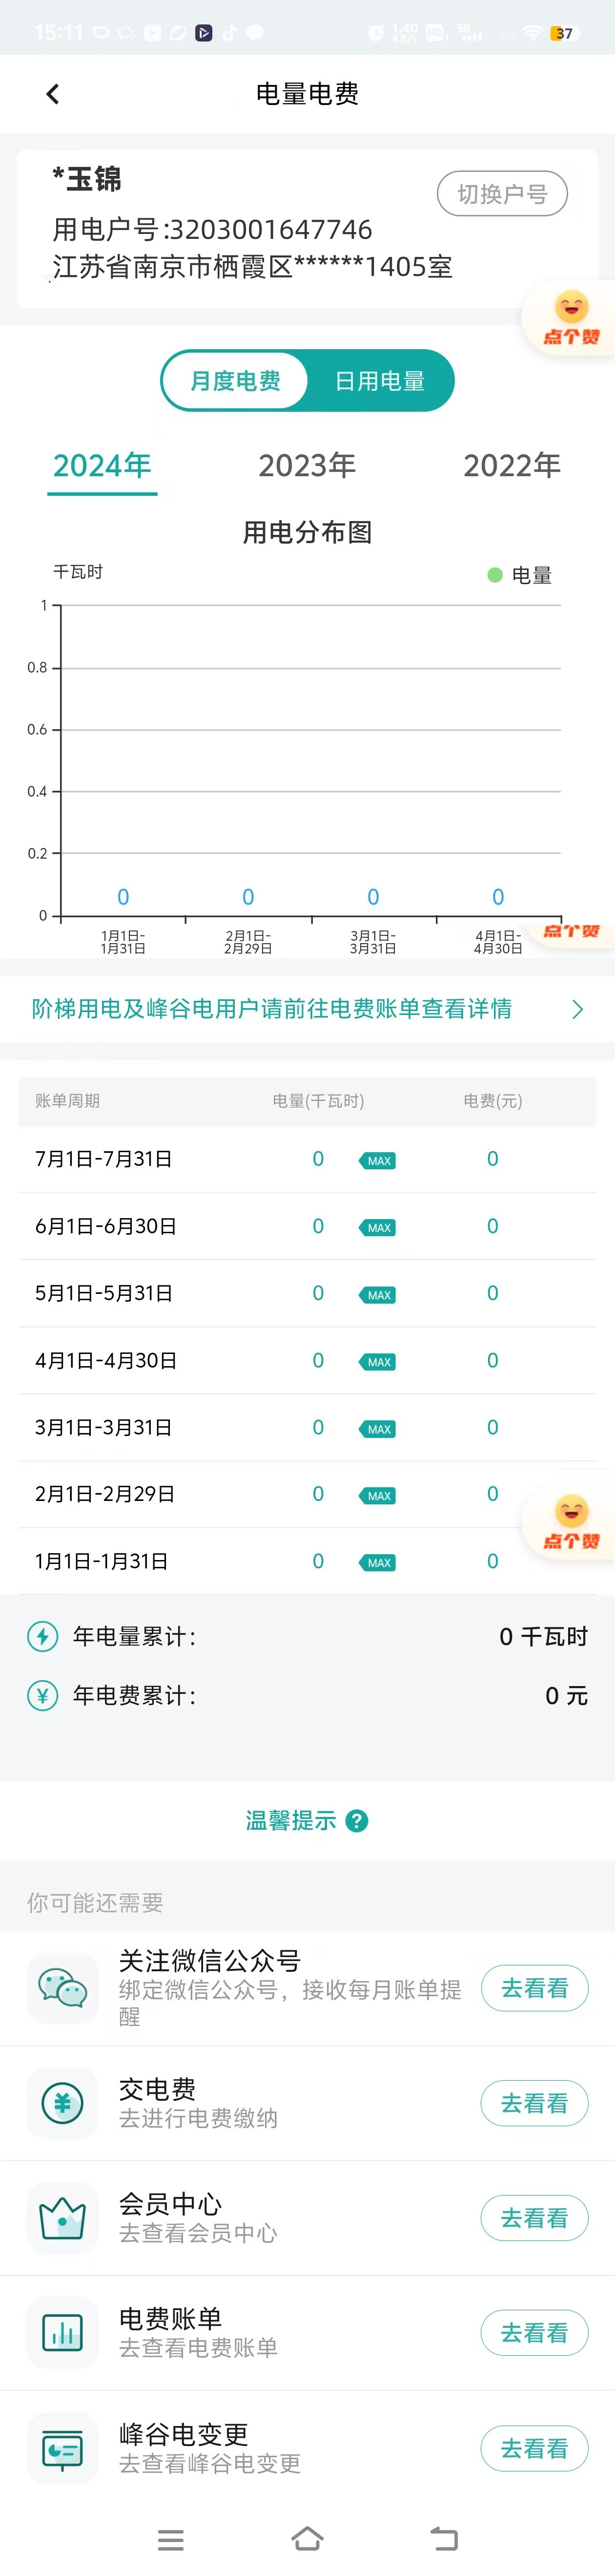 15:11
1.40
KB/s
5G
37
电量电费
*玉锦
切换户号
用电户号:3203001647746
江苏省南京市栖霞区******1405室
点个赞
月度电费
日用电量
2024年
2023年
2022年
用电分布图
千瓦时
电量
1
0.8
0.6
0.4
0.2
0
0
0
0
0
1月1日-
1月31日
2月1日-
2月29日
3月1日-
3月31日
4月1日-
4月30日
点个赞
阶梯用电及峰谷电用户请前往电费账单查看详情
账单周期 电量(千瓦时) 电费(元)
7月1日-7月31日 0 MAX 0
6月1日-6月30日 0 MAX 0
5月1日-5月31日 0 MAX 0
4月1日-4月30日 0 MAX 0
3月1日-3月31日 0 MAX 0
2月1日-2月29日 0 MAX 0
点个赞
1月1日-1月31日 0 MAX 0
年电量累计: 0 千瓦时
¥ 年电费累计: 0 元
温馨提示 ?
你可能还需要
关注微信公众号
绑定微信公众号，接收每月账单提
醒
去看看
交电费
去进行电费缴纳
去看看
会员中心
去查看会员中心
去看看
电费账单
去查看电费账单
去看看
峰谷电变更
去查看峰谷电变更
去看看